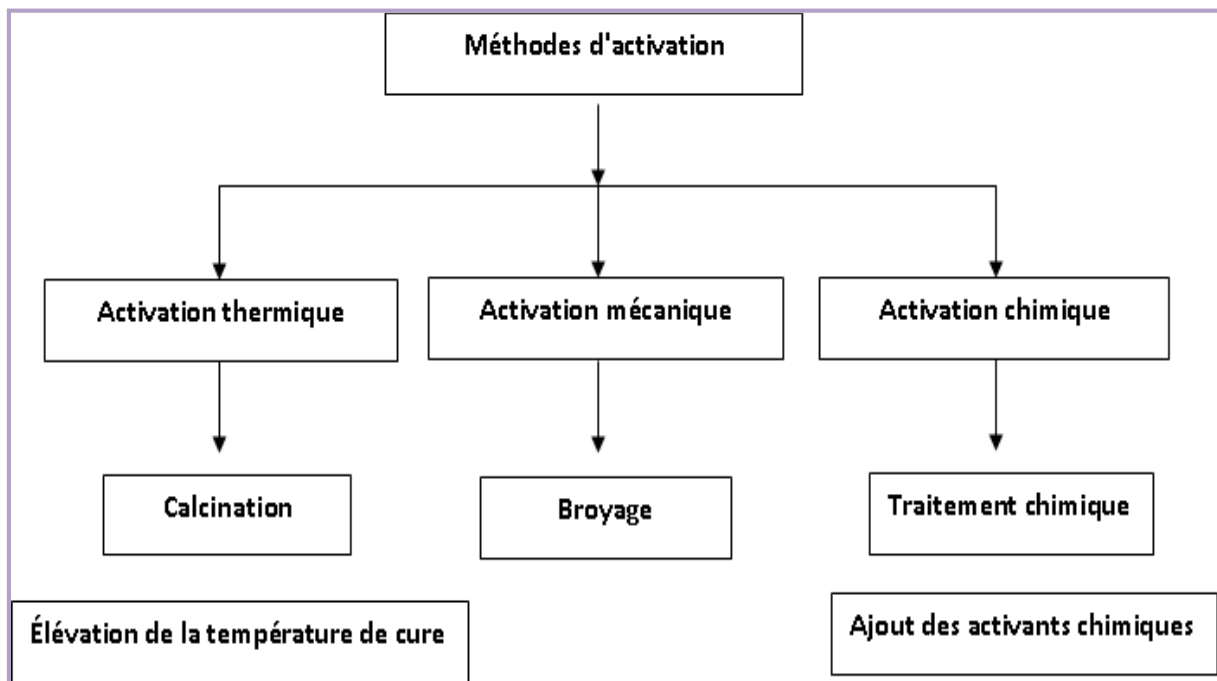 Méthodes d'activation
Activation thermique
Activation mécanique
Activation chimique
Calcination
Broyage
Traitement chimique
Élévation de la température de cure
Ajout des activants chimiques